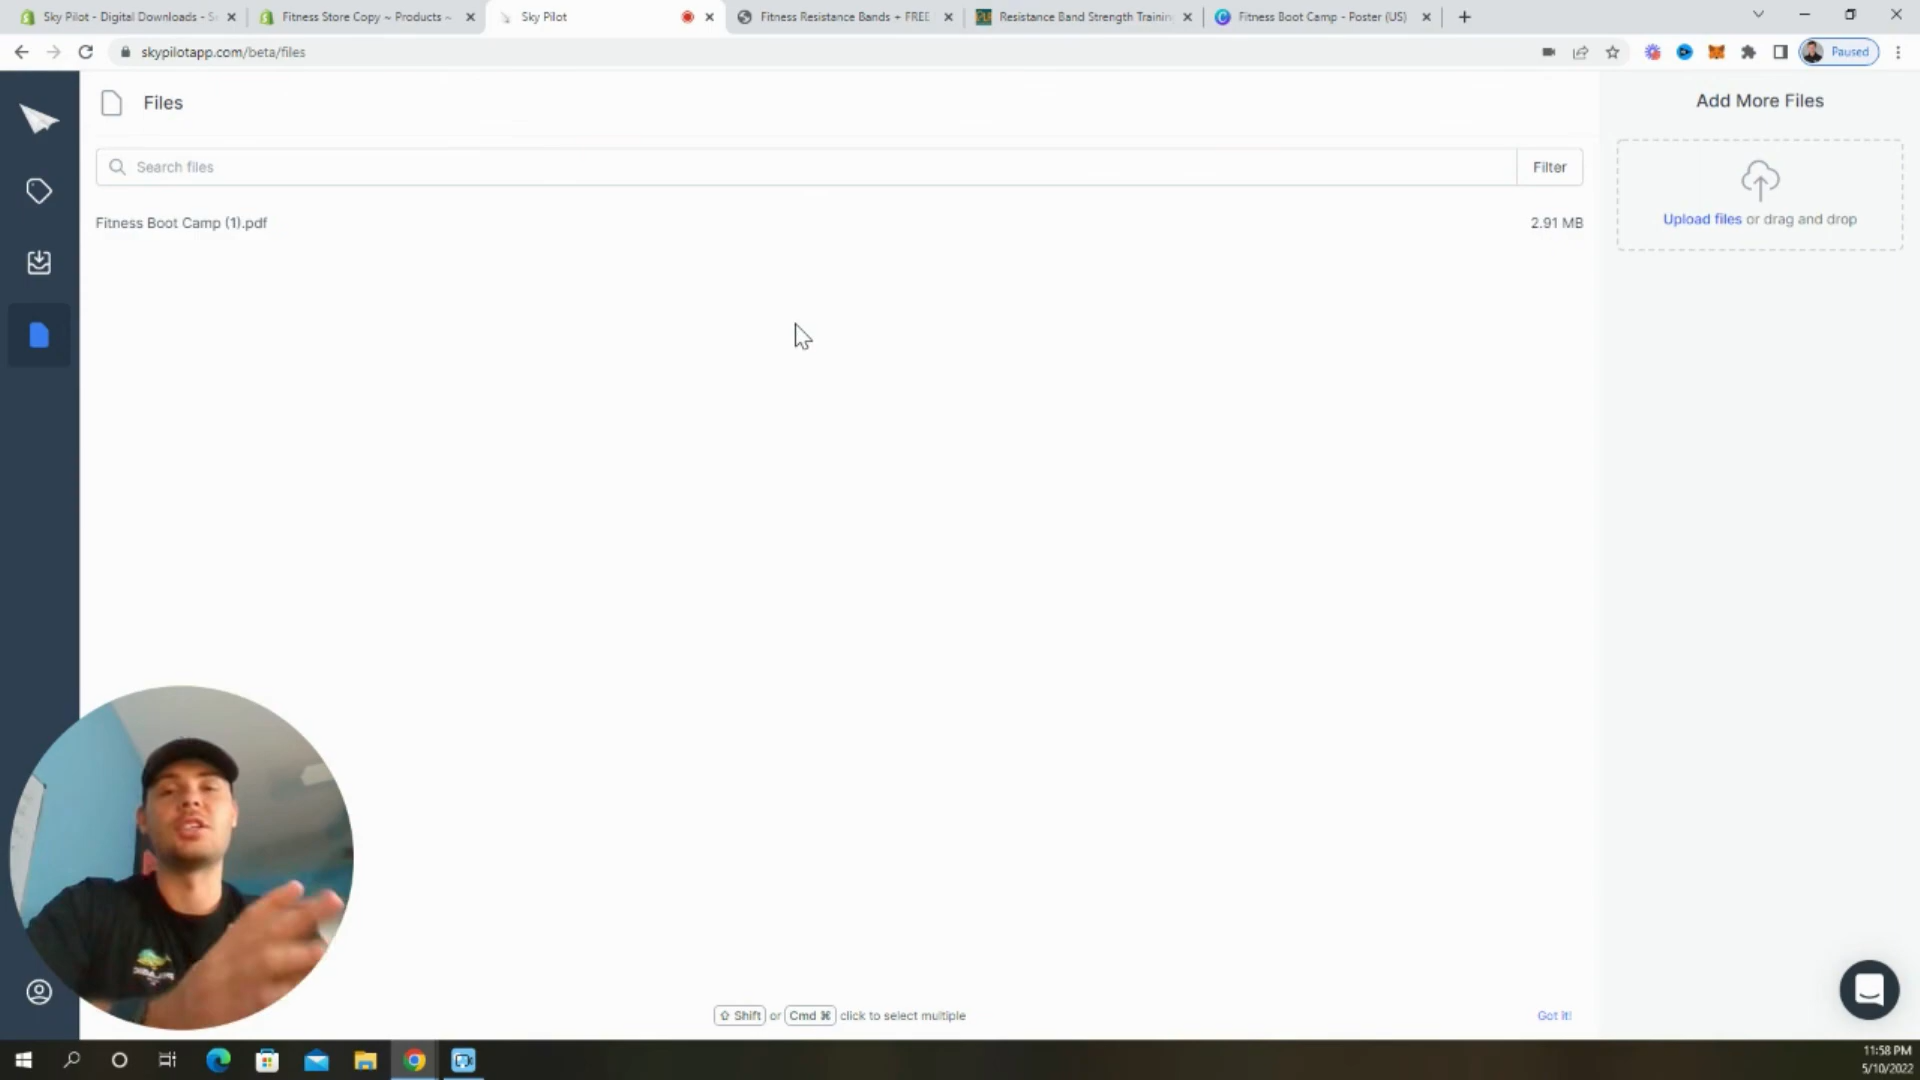 Sky Pilot - Digital Downloads - S
Fitness Store Copy ~ Products ~
Sky Pilot
Fitness Resistance Bands + FREE
Resistance Band Strength Trainin
Fitness Boot Camp - Poster (US)
skypilotapp.com/beta/files
Paused
Files
Add More Files
Search files
Filter
Upload files or drag and drop
Fitness Boot Camp (1).pdf
2.91 MB
Shift or Cmd ⌘ click to select multiple
Got it!
11:58 PM
5/10/2022